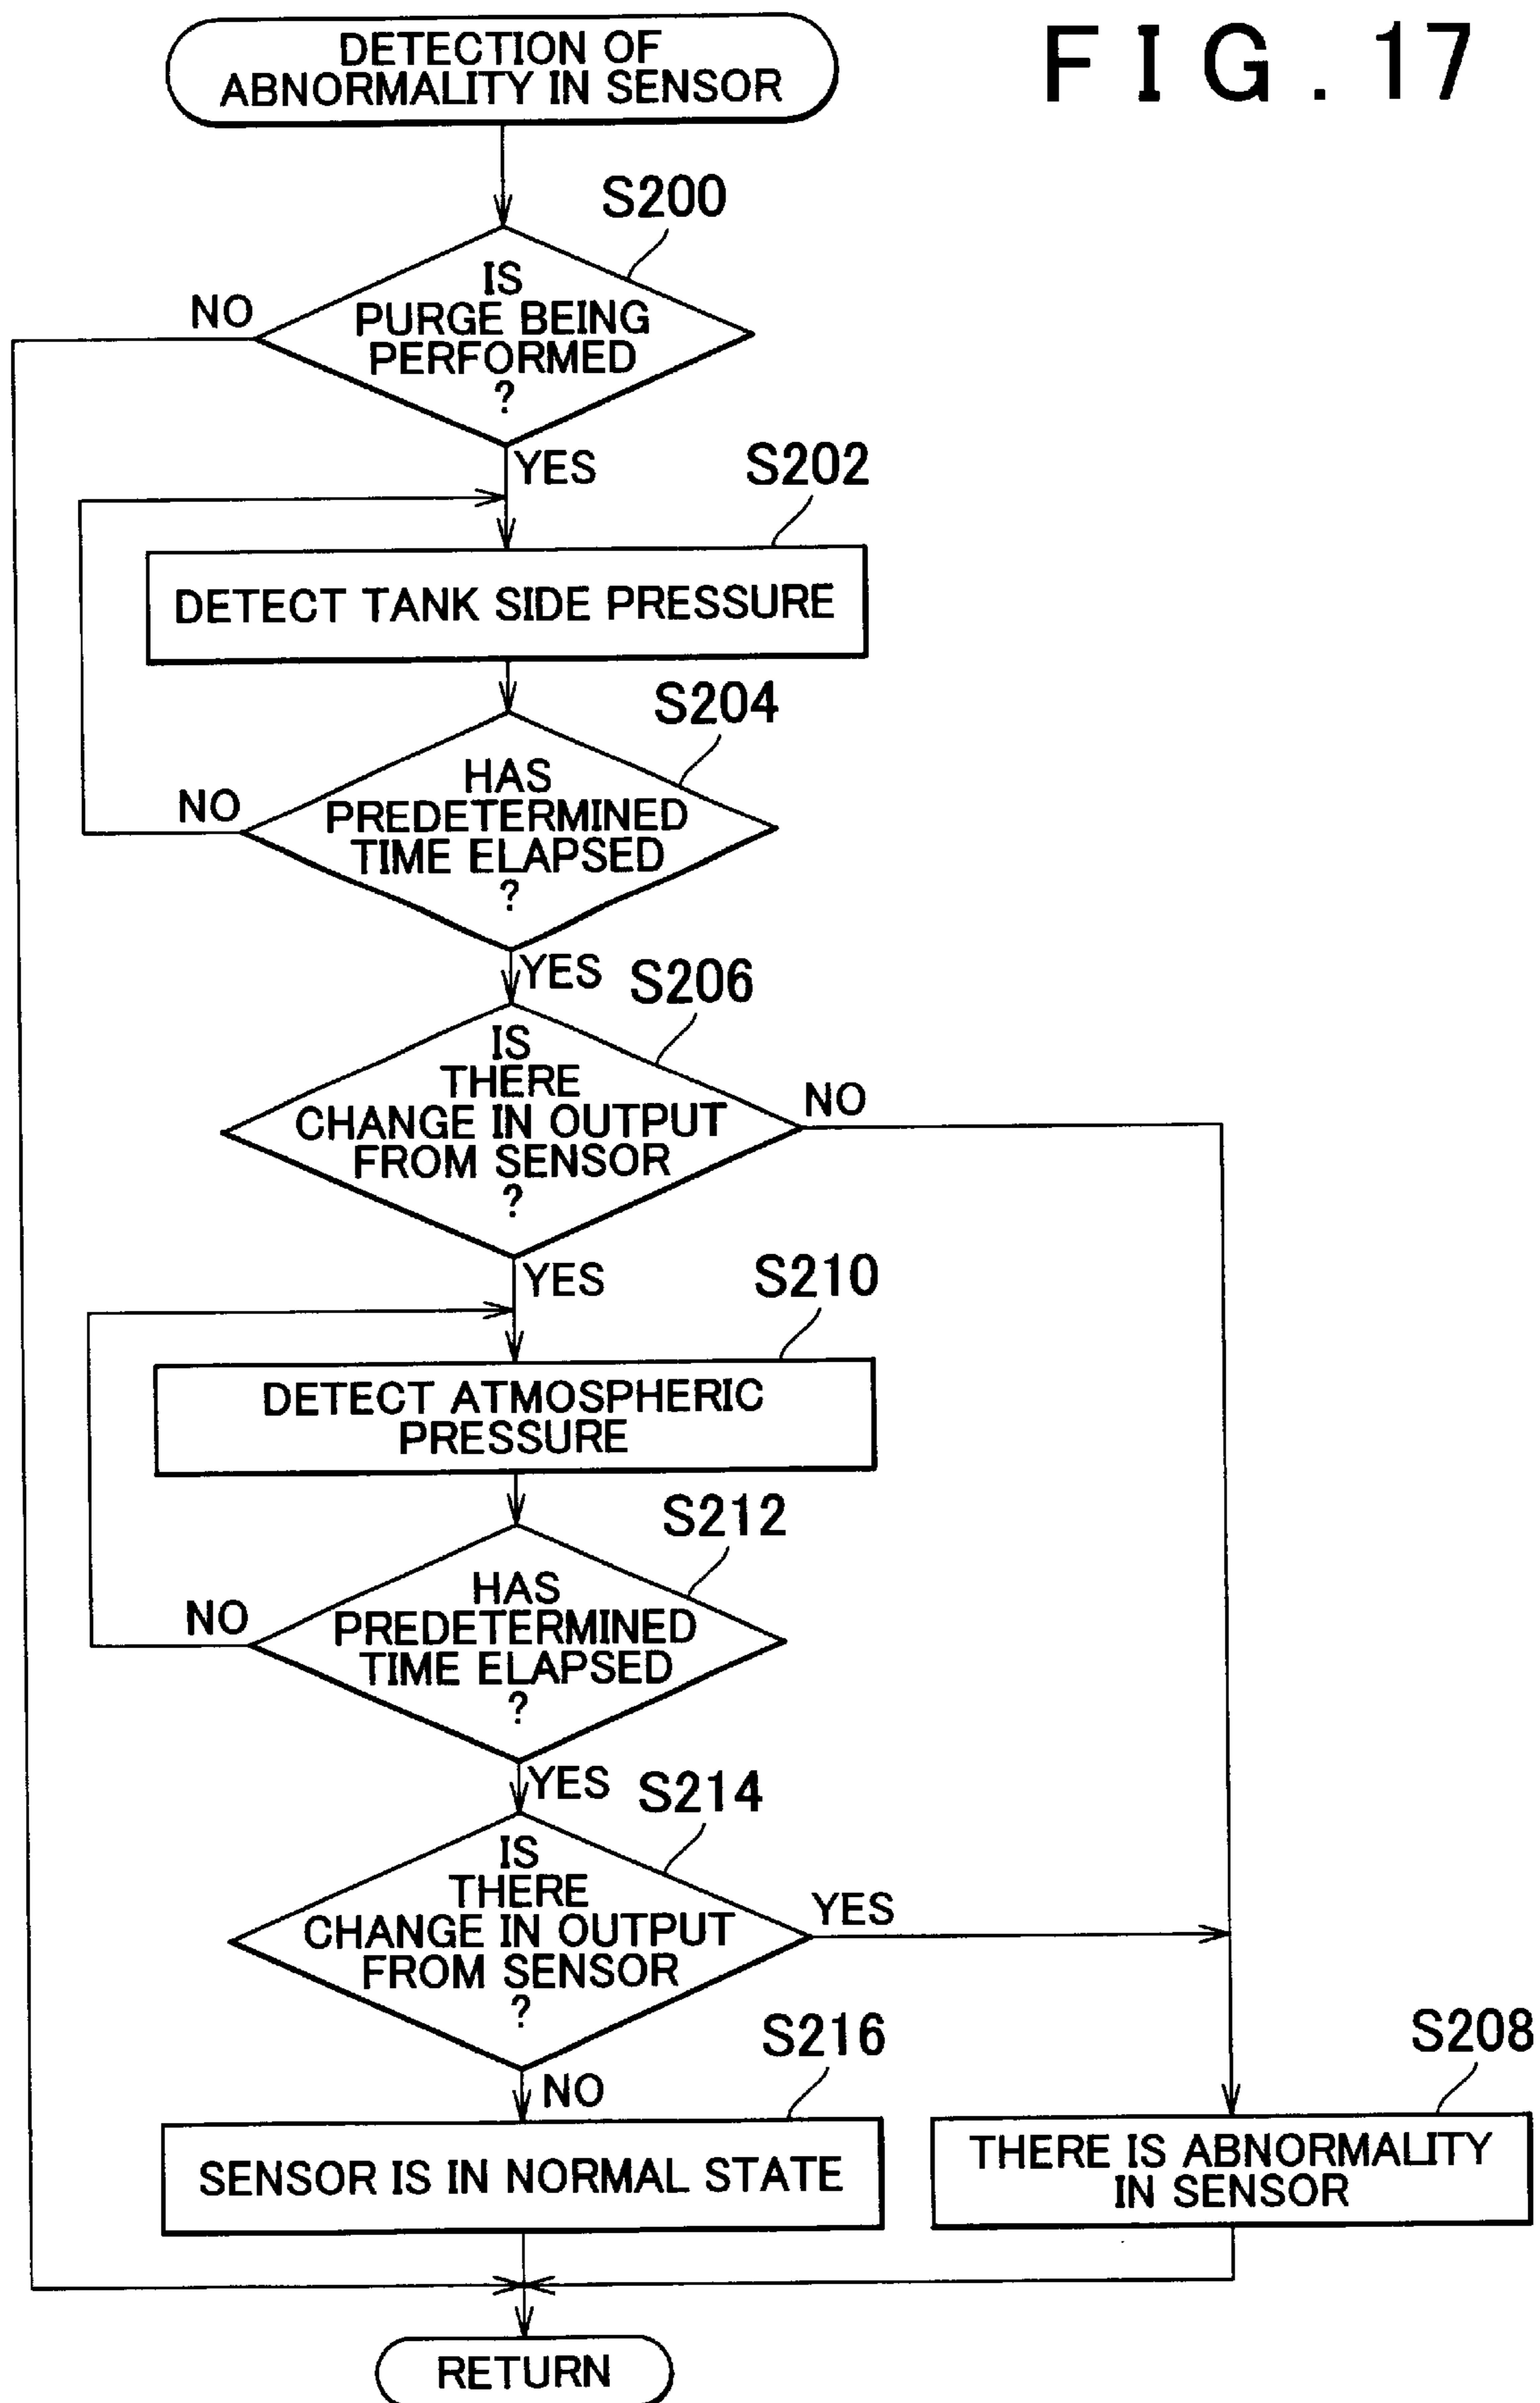 FIG. 17
DETECTION OF
ABNORMALITY IN SENSOR
S200
IS
PURGE BEING
PERFORMED
?
NO
YES
S202
DETECT TANK SIDE PRESSURE
S204
HAS
PREDETERMINED
TIME ELAPSED
?
NO
YES
S206
IS
THERE
CHANGE IN OUTPUT
FROM SENSOR
?
NO
YES
S210
DETECT ATMOSPHERIC
PRESSURE
S212
HAS
PREDETERMINED
TIME ELAPSED
?
NO
YES
S214
IS
THERE
CHANGE IN OUTPUT
FROM SENSOR
?
YES
NO
S216
SENSOR IS IN NORMAL STATE
S208
THERE IS ABNORMALITY
IN SENSOR
RETURN